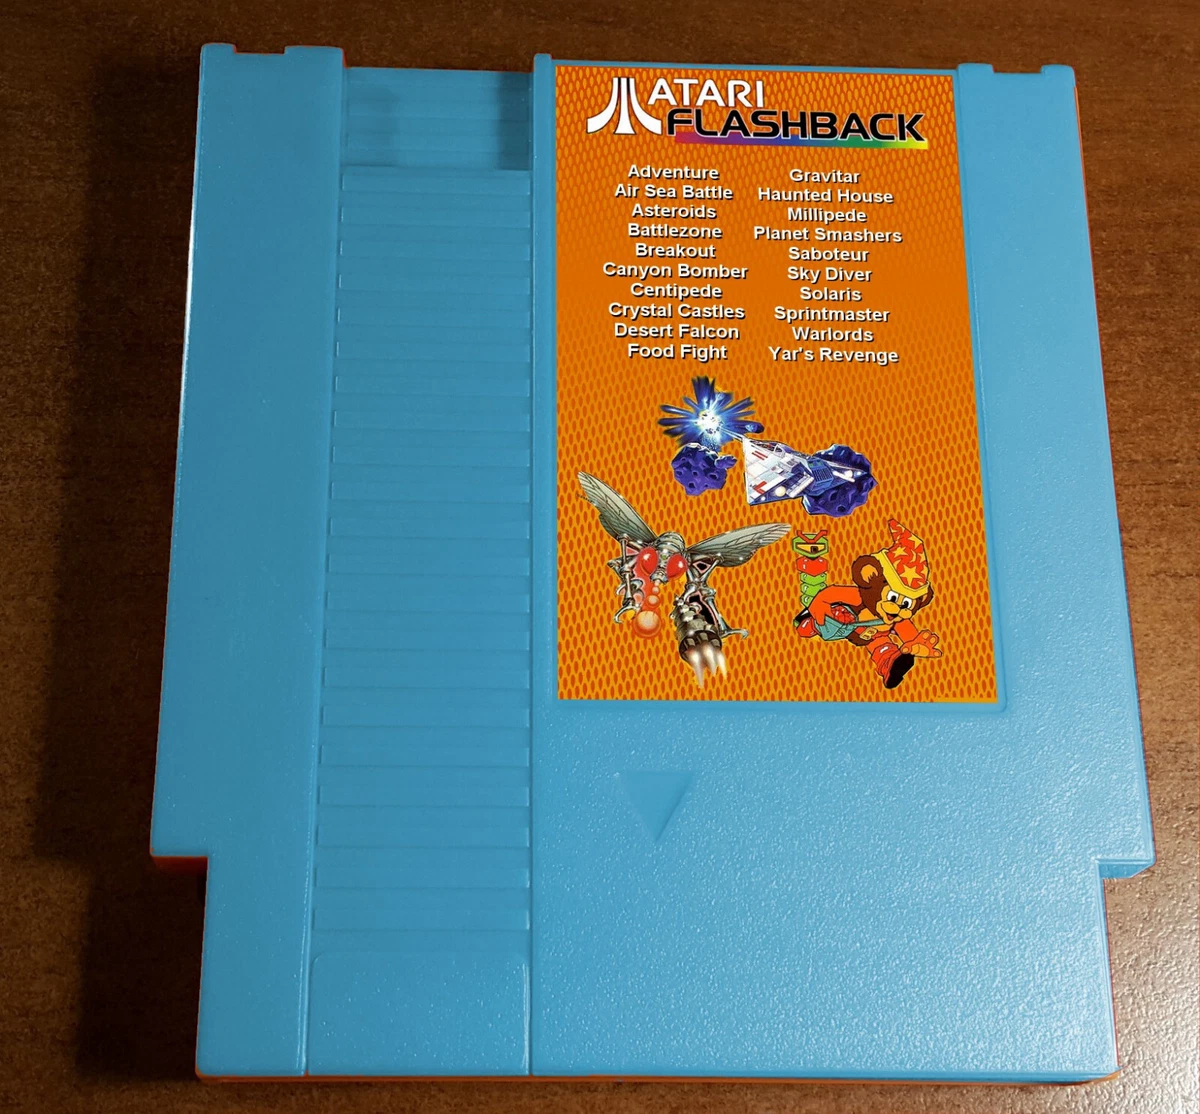 ATARI
FLASHBACK
Adventure
Air Sea Battle
Asteroids
Battlezone
Breakout
Canyon Bomber
Centipede
Crystal Castles
Desert Falcon
Food Fight
Gravitar
Haunted House
Millipede
Planet Smashers
Saboteur
Sky Diver
Solaris
Sprintmaster
Warlords
Yar's Revenge